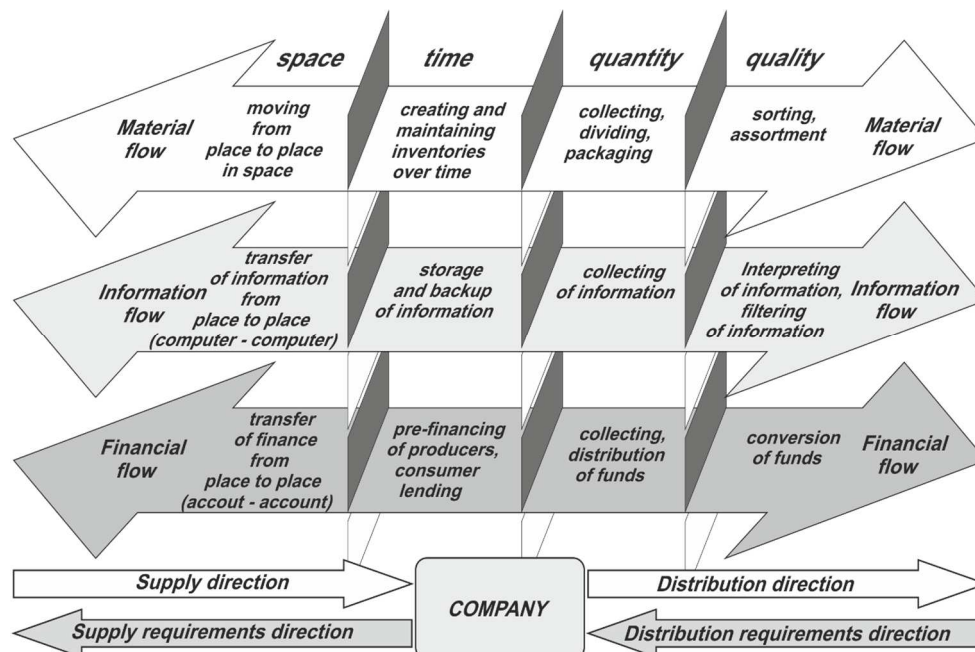 space
time
quantity
quality
Material
flow
moving
from
place to place
in space
creating and
maintaining
inventories
over time
collecting,
dividing,
packaging
sorting,
assortment
Material
flow
Information
flow
transfer
of information
from
place to place
(computer - computer)
storage
and backup
of information
collecting
of information
Interpreting
of information,
filtering
of information
Information
flow
Financial
flow
transfer
of finance
from
place to place
(accout - account)
pre-financing
of producers,
consumer
lending
collecting,
distribution
of funds
conversion
of funds
Financial
flow
Supply direction
COMPANY
Distribution direction
Supply requirements direction
Distribution requirements direction